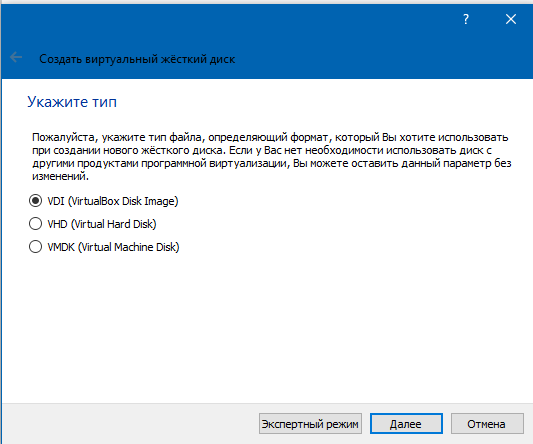 ?
Создать виртуальный жёсткий диск
Укажите тип
Пожалуйста, укажите тип файла, определяющий формат, который Вы хотите использовать
при создании нового жёсткого диска. Если у Вас нет необходимости использовать диск с
другими продуктами программной виртуализации, Вы можете оставить данный параметр без
изменений.
VDI (VirtualBox Disk Image)
VHD (Virtual Hard Disk)
VMDK (Virtual Machine Disk)
Экспертный режим Далее Отмена